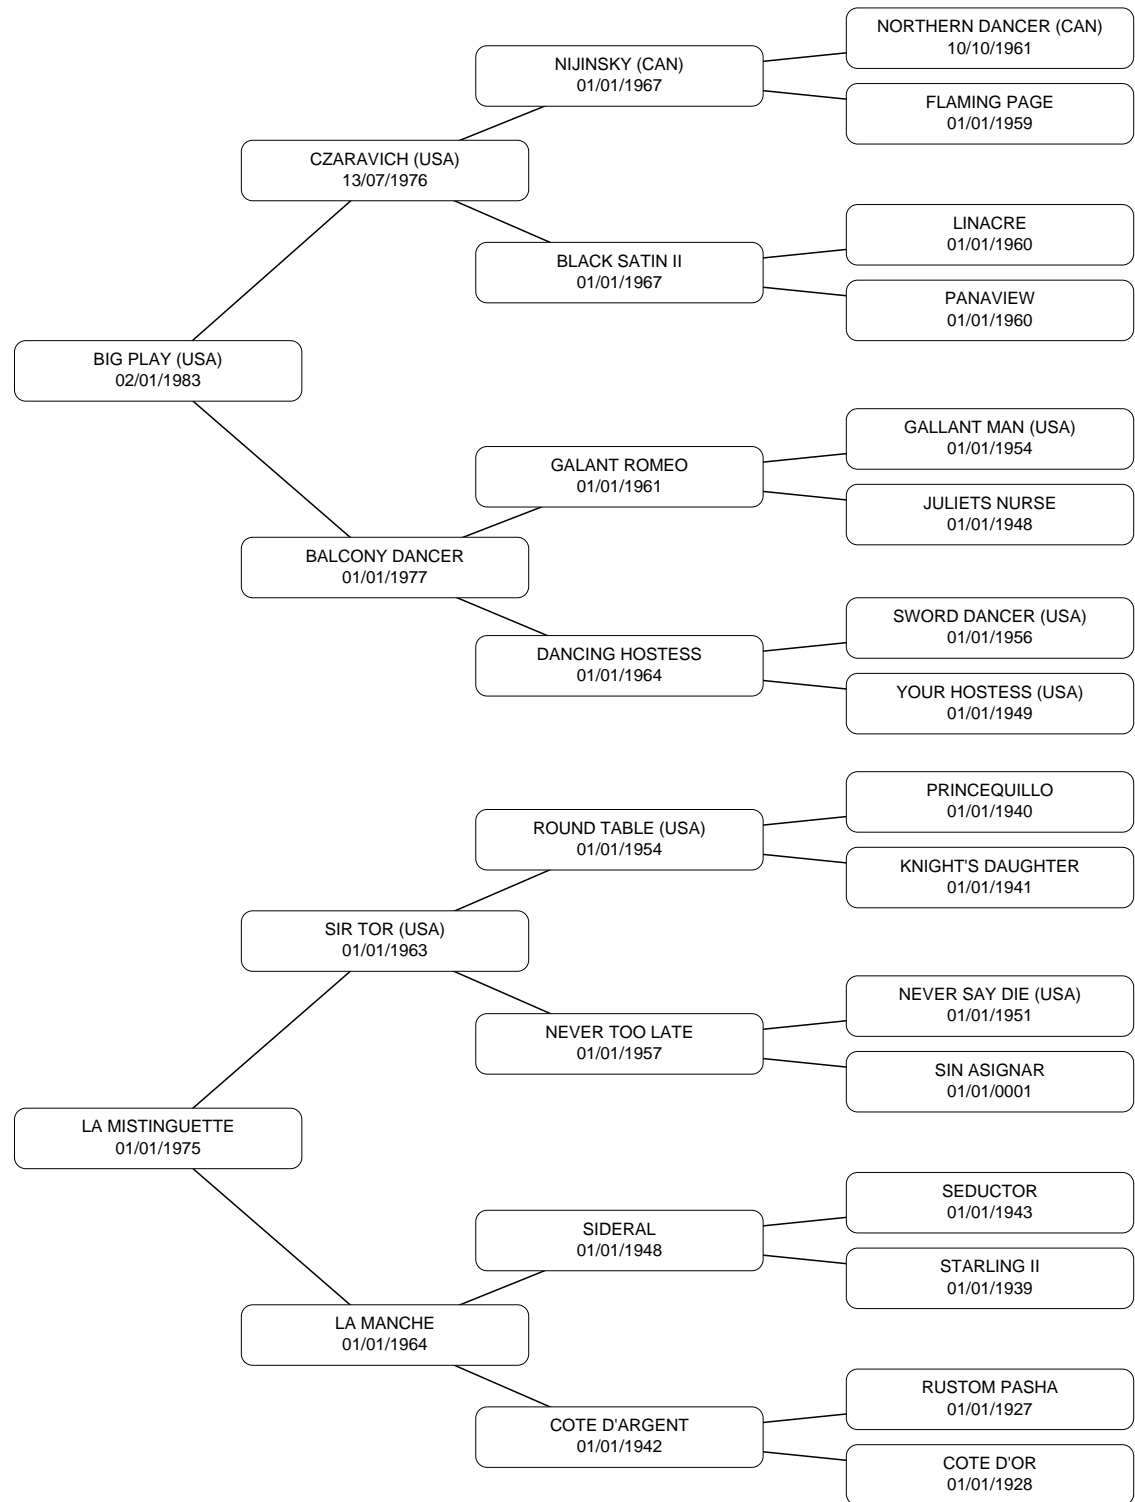 NORTHERN DANCER (CAN)
10/10/1961
NIJINSKY (CAN)
01/01/1967
FLAMING PAGE
01/01/1959
CZARAVICH (USA)
13/07/1976
LINACRE
01/01/1960
BLACK SATIN II
01/01/1967
PANAVIEW
01/01/1960
BIG PLAY (USA)
02/01/1983
GALLANT MAN (USA)
01/01/1954
GALANT ROMEO
01/01/1961
JULIETS NURSE
01/01/1948
BALCONY DANCER
01/01/1977
SWORD DANCER (USA)
01/01/1956
DANCING HOSTESS
01/01/1964
YOUR HOSTESS (USA)
01/01/1949
PRINCEQUILLO
01/01/1940
ROUND TABLE (USA)
01/01/1954
KNIGHT'S DAUGHTER
01/01/1941
SIR TOR (USA)
01/01/1963
NEVER SAY DIE (USA)
01/01/1951
NEVER TOO LATE
01/01/1957
SIN ASIGNAR
01/01/0001
LA MISTINGUETTE
01/01/1975
SEDUCTOR
01/01/1943
SIDERAL
01/01/1948
STARLING II
01/01/1939
LA MANCHE
01/01/1964
RUSTOM PASHA
01/01/1927
COTE D'ARGENT
01/01/1942
COTE D'OR
01/01/1928